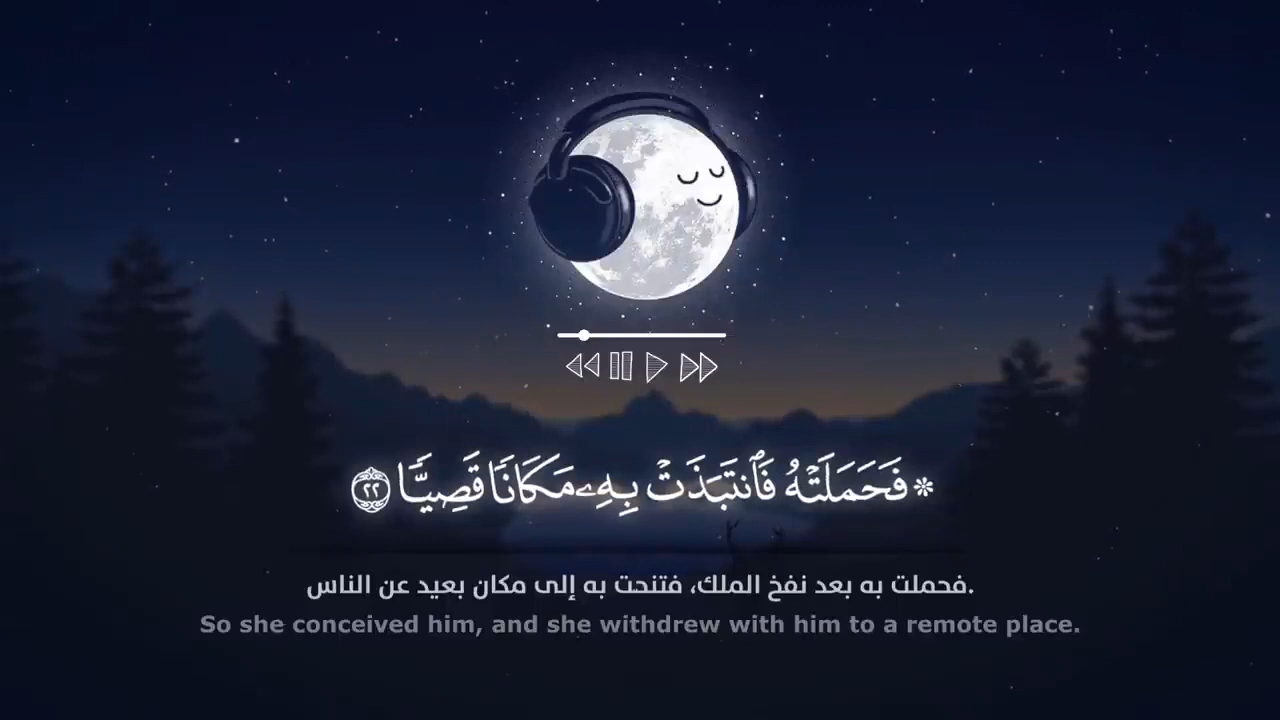 ۞ فَحَمَلَتْهُ فَٱنتَبَذَتْ بِهِۦ مَكَانًا قَصِيًّا ٢٢
فحملت به بعد نفخ الملك، فتنحت به إلى مكان بعيد عن الناس.
So she conceived him, and she withdrew with him to a remote place.